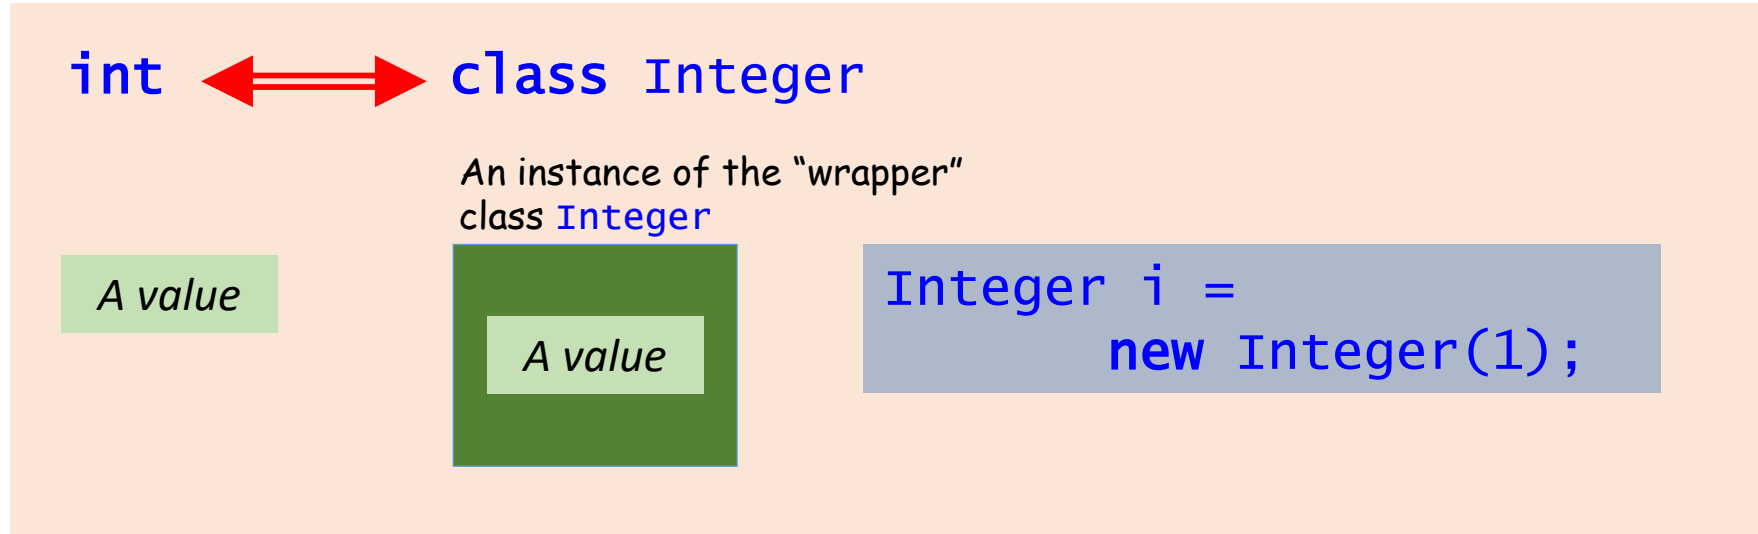 int class Integer
An instance of the “wrapper”
class Integer
A value
A value
Integer i =
new Integer(1);